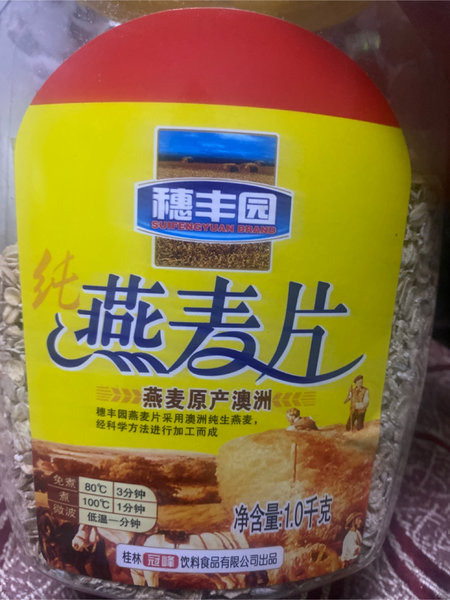 穗丰园
SUIFENGYUAN BRAND
纯
燕麦片
燕麦原产澳洲
穗丰园燕麦片采用澳洲纯生燕麦,
经科学方法进行加工而成
免煮 80℃ 3分钟
煮 100℃ 1分钟
微波 低温一分钟
净含量:1.0千克
桂林 冠峰 饮料食品有限公司出品